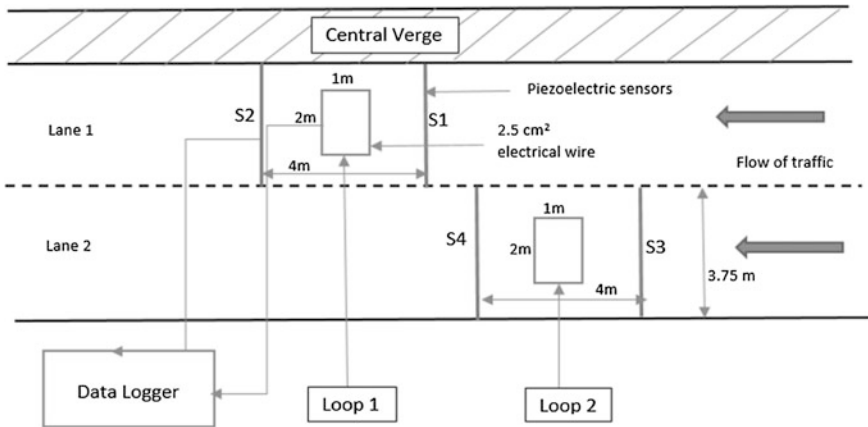 Central Verge
1m
Piezoelectric sensors
S2
S1
Lane 1
2m
2.5 cm²
electrical wire
4m
Flow of traffic
1m
S4
S3
Lane 2
2m
3.75 m
4m
Data Logger
Loop 1
Loop 2